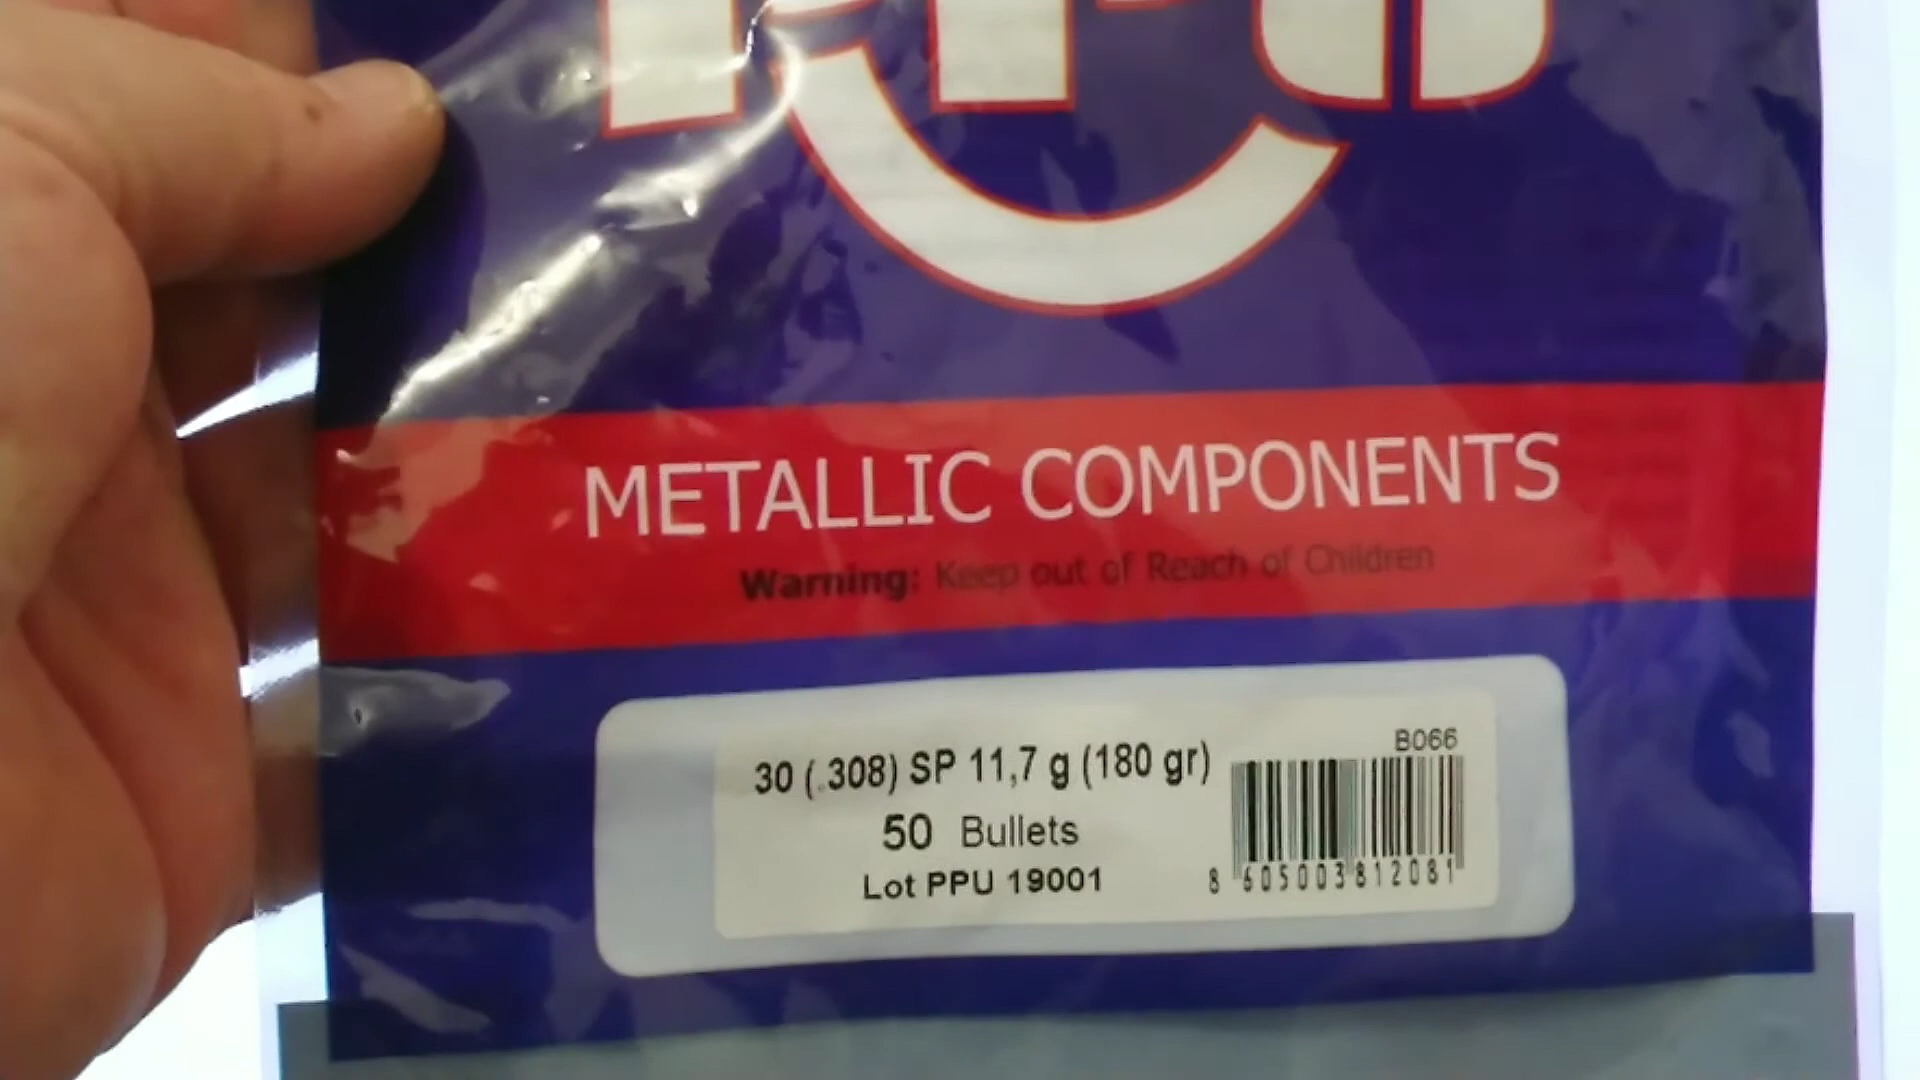 PPU
METALLIC COMPONENTS
Warning: Keep out of Reach of Children
B066
30 (.308) SP 11,7 g (180 gr)
50 Bullets
Lot PPU 19001
8 605003 812081